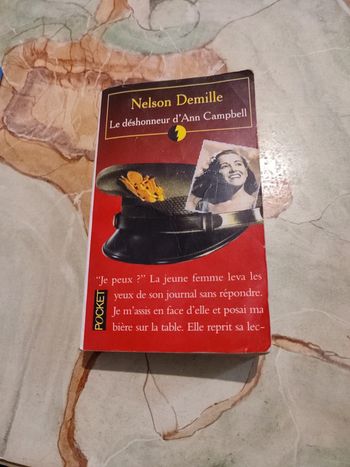 Nelson Demille
Le déshonneur d'Ann Campbell
"Je peux ?" La jeune femme leva les
yeux de son journal sans répondre.
Je m'assis en face d'elle et posai ma
bière sur la table. Elle reprit sa lec-
POCKET